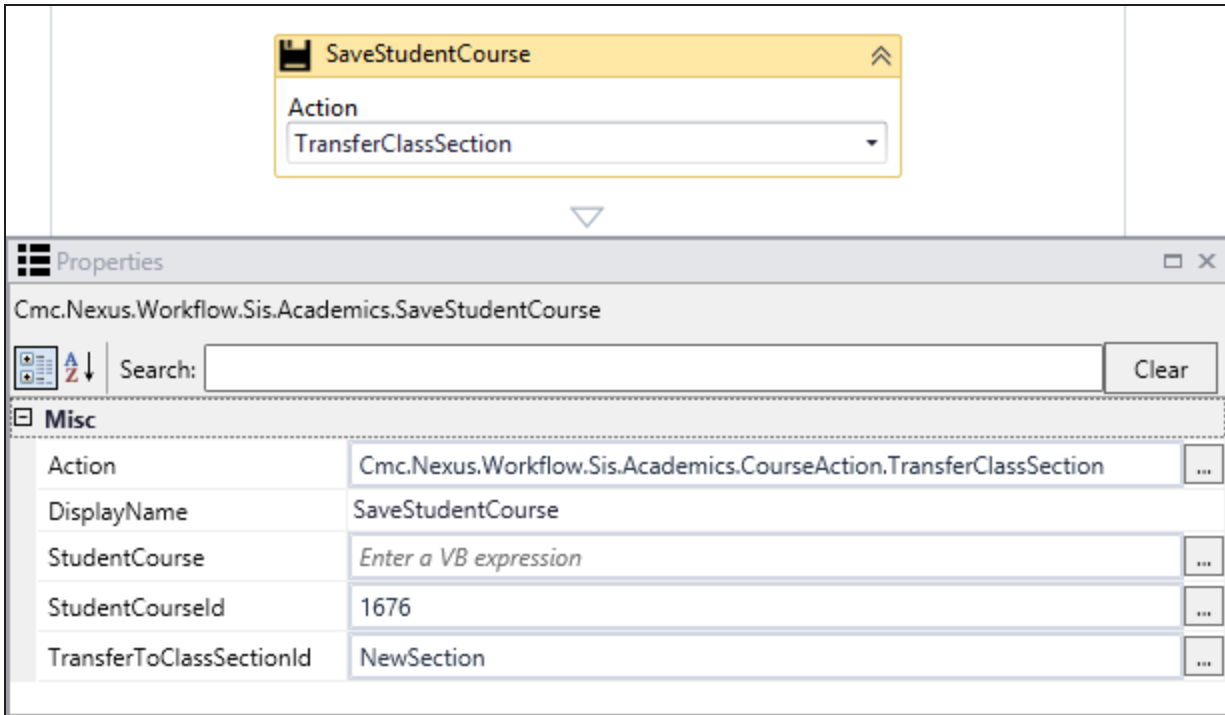 SaveStudentCourse
Action
TransferClassSection
Properties
Cmc.Nexus.Workflow.Sis.Academics.SaveStudentCourse
A Z Search: Clear
Misc
Action Cmc.Nexus.Workflow.Sis.Academics.CourseAction.TransferClassSection ...
DisplayName SaveStudentCourse
StudentCourse Enter a VB expression ...
StudentCourseId 1676 ...
TransferToClassSectionId NewSection ...